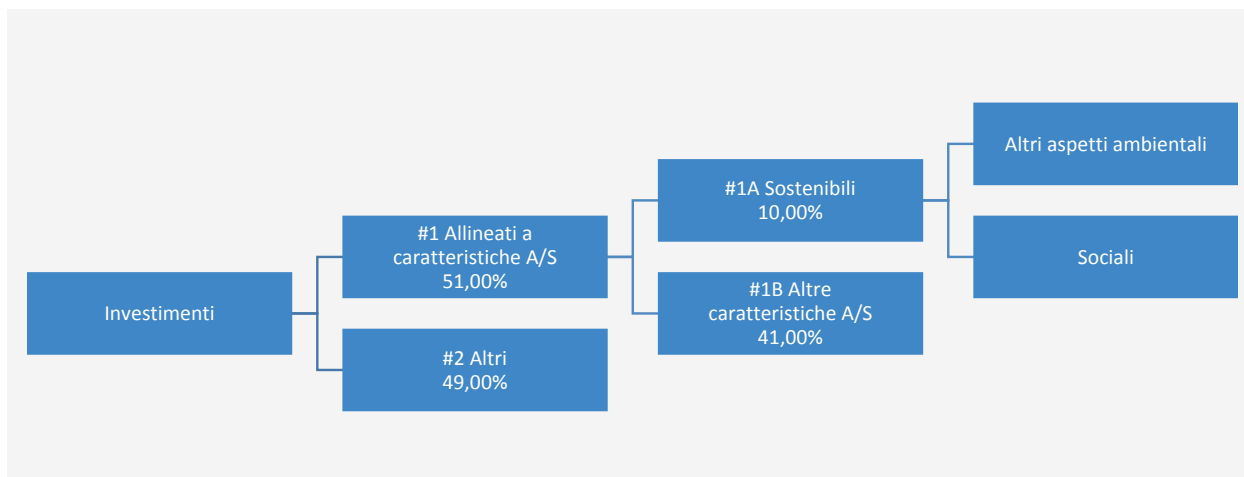 Investimenti
#1 Allineati a
caratteristiche A/S
51,00%
#2 Altri
49,00%
#1A Sostenibili
10,00%
#1B Altre
caratteristiche A/S
41,00%
Altri aspetti ambientali
Sociali